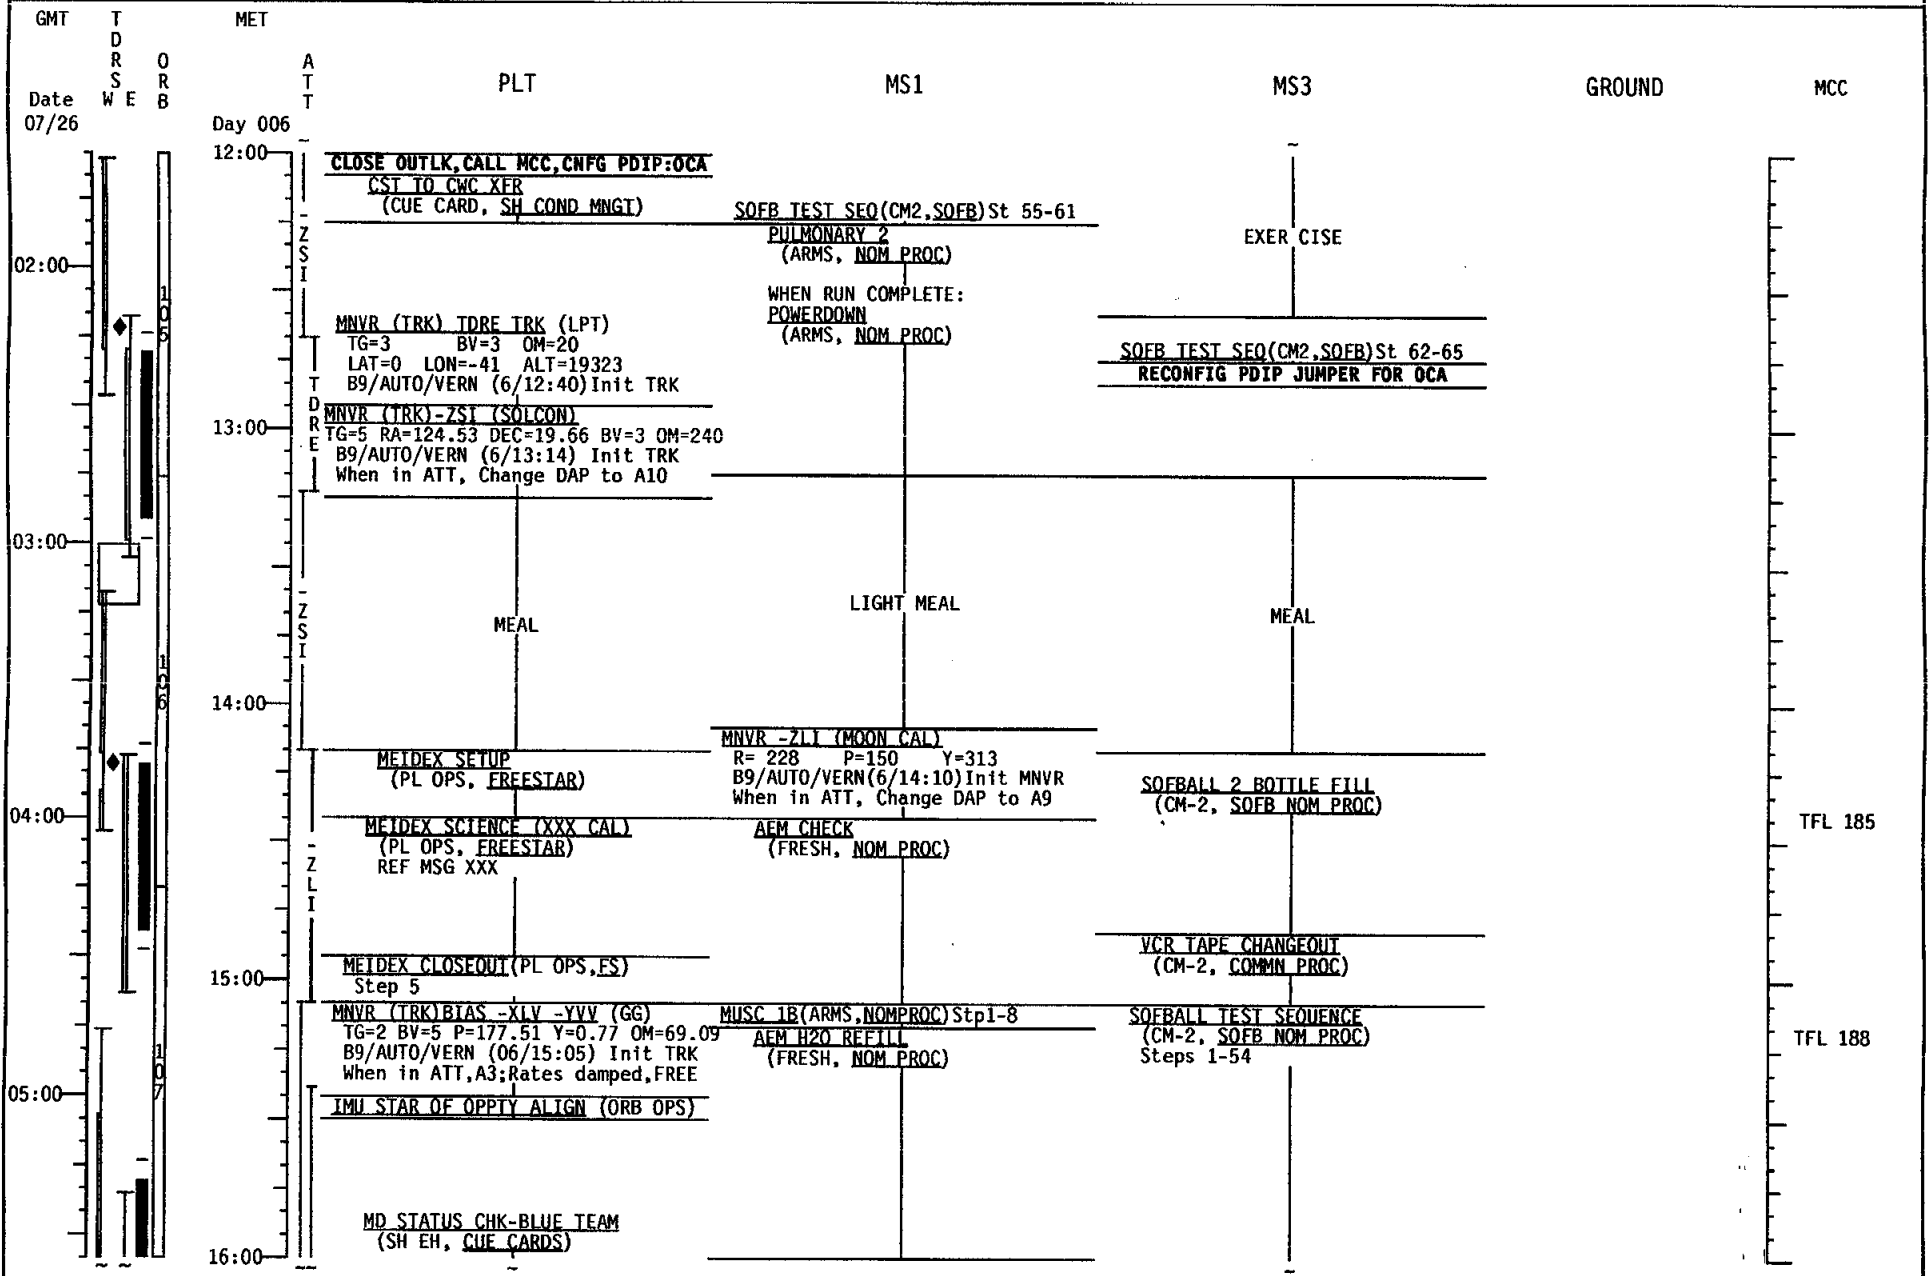 GMT
TDRS
W E
ORB
MET
ATT
PLT
MS1
MS3
GROUND
MCC
Date
07/26
Day 006
12:00
13:00
14:00
15:00
16:00
02:00
03:00
04:00
05:00
105
106
107
-ZSI
TDRE
-ZSI
-ZLI
CLOSE OUTLK,CALL MCC,CNFG PDIP:OCA
CST TO CWC XFR
(CUE CARD, SH COND MNGT)
MNVR (TRK) TDRE TRK (LPT)
TG=3 BV=3 OM=20
LAT=0 LON=-41 ALT=19323
B9/AUTO/VERN (6/12:40)Init TRK
MNVR (TRK)-ZSI (SOLCON)
TG=5 RA=124.53 DEC=19.66 BV=3 OM=240
B9/AUTO/VERN (6/13:14) Init TRK
When in ATT, Change DAP to A10
MEAL
MEIDEX SETUP
(PL OPS, FREESTAR)
MEIDEX SCIENCE (XXX CAL)
(PL OPS, FREESTAR)
REF MSG XXX
MEIDEX CLOSEOUT(PL OPS,FS)
Step 5
MNVR (TRK)BIAS -XLV -YVV (GG)
TG=2 BV=5 P=177.51 Y=0.77 OM=69.09
B9/AUTO/VERN (06/15:05) Init TRK
When in ATT,A3;Rates damped,FREE
IMU STAR OF OPPTY ALIGN (ORB OPS)
MD STATUS CHK-BLUE TEAM
(SH EH, CUE CARDS)
SOFB TEST SEQ(CM2,SOFB)St 55-61
PULMONARY 2
(ARMS, NOM PROC)
WHEN RUN COMPLETE:
POWERDOWN
(ARMS, NOM PROC)
LIGHT MEAL
MNVR -ZLI (MOON CAL)
R= 228 P=150 Y=313
B9/AUTO/VERN(6/14:10)Init MNVR
When in ATT, Change DAP to A9
AEM CHECK
(FRESH, NOM PROC)
MUSC 1B(ARMS,NOMPROC)Stp1-8
AEM H2O REFILL
(FRESH, NOM PROC)
EXER CISE
SOFB TEST SEQ(CM2,SOFB)St 62-65
RECONFIG PDIP JUMPER FOR OCA
MEAL
SOFBALL 2 BOTTLE FILL
(CM-2, SOFB NOM PROC)
VCR TAPE CHANGEOUT
(CM-2, COMMN PROC)
SOFBALL TEST SEQUENCE
(CM-2, SOFB NOM PROC)
Steps 1-54
TFL 185
TFL 188